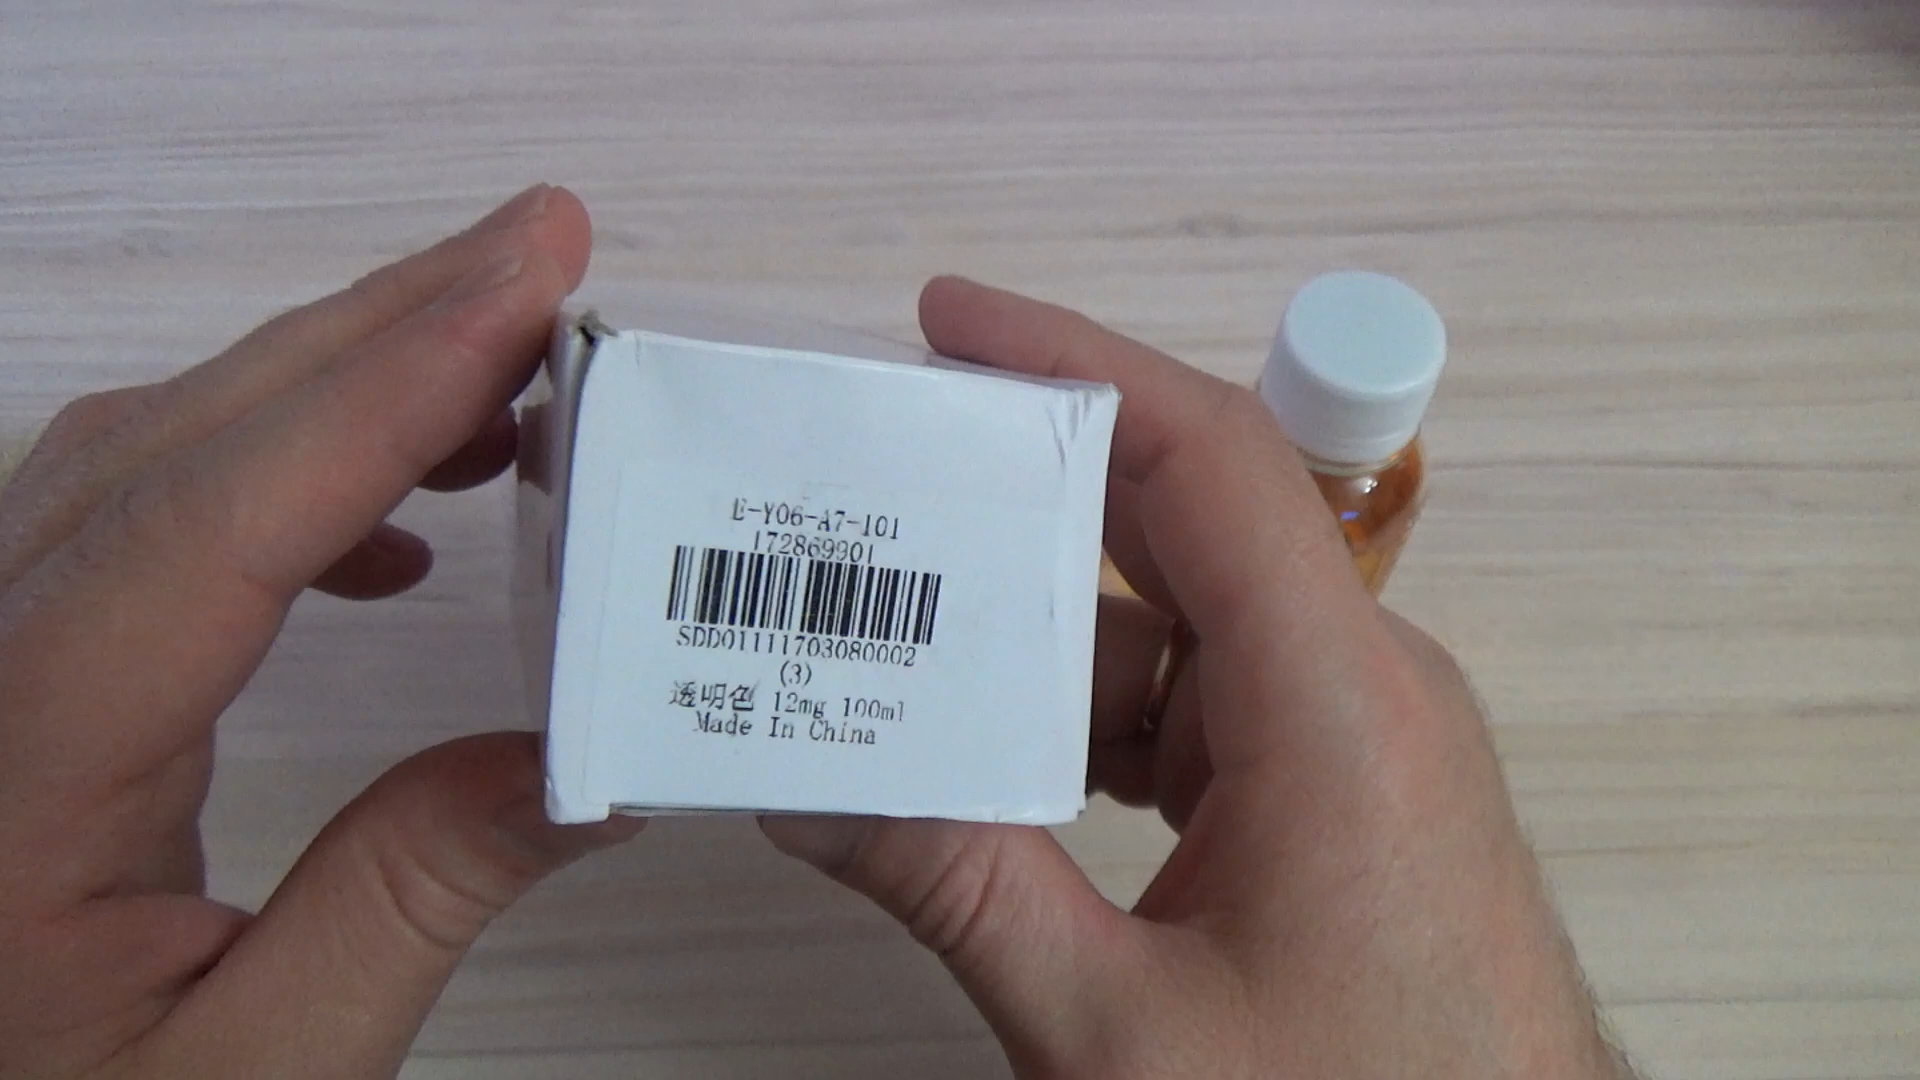 E-Y06-A7-101
172869901
SDD01111703080002
(3)
透明色 12mg 100ml
Made In China